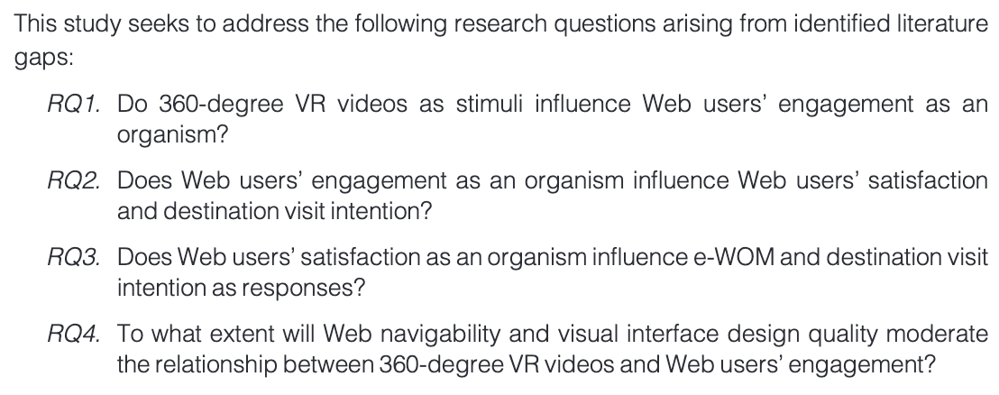 This study seeks to address the following research questions arising from identified literature
gaps:
RQ1. Do 360-degree VR videos as stimuli influence Web users’ engagement as an
organism?
RQ2. Does Web users’ engagement as an organism influence Web users’ satisfaction
and destination visit intention?
RQ3. Does Web users’ satisfaction as an organism influence e-WOM and destination visit
intention as responses?
RQ4. To what extent will Web navigability and visual interface design quality moderate
the relationship between 360-degree VR videos and Web users’ engagement?